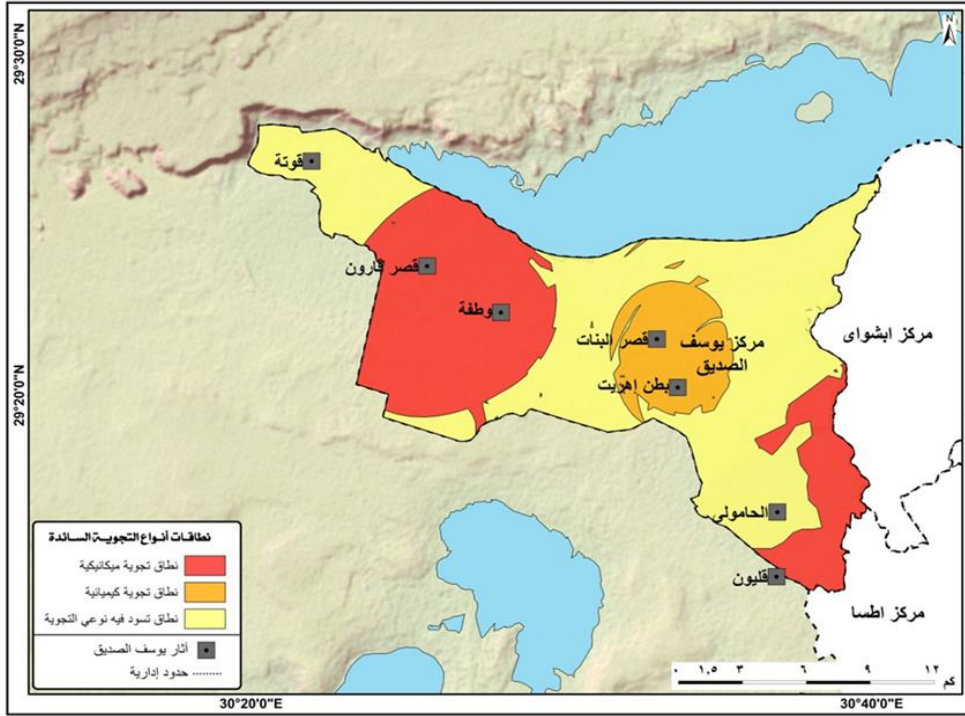 N
29°30'0"N
قوتة
قصر قارون
وطفة
مركز ابشواى
قصر البنات
مركز يوسف
الصديق
بطن اهريت
29°20'0"N
الحامولي
نطاقات أنواع التجوية السائدة
نطاق تجوية ميكانيكية
نطاق تجوية كيميائية
نطاق تسود فيه نوعي التجوية
آثار يوسف الصديق
حدود إدارية
قليون
مركز اطسا
٠ ١,٥ ٣ ٦ ٩ ١٢
كم
30°20'0"E
30°40'0"E